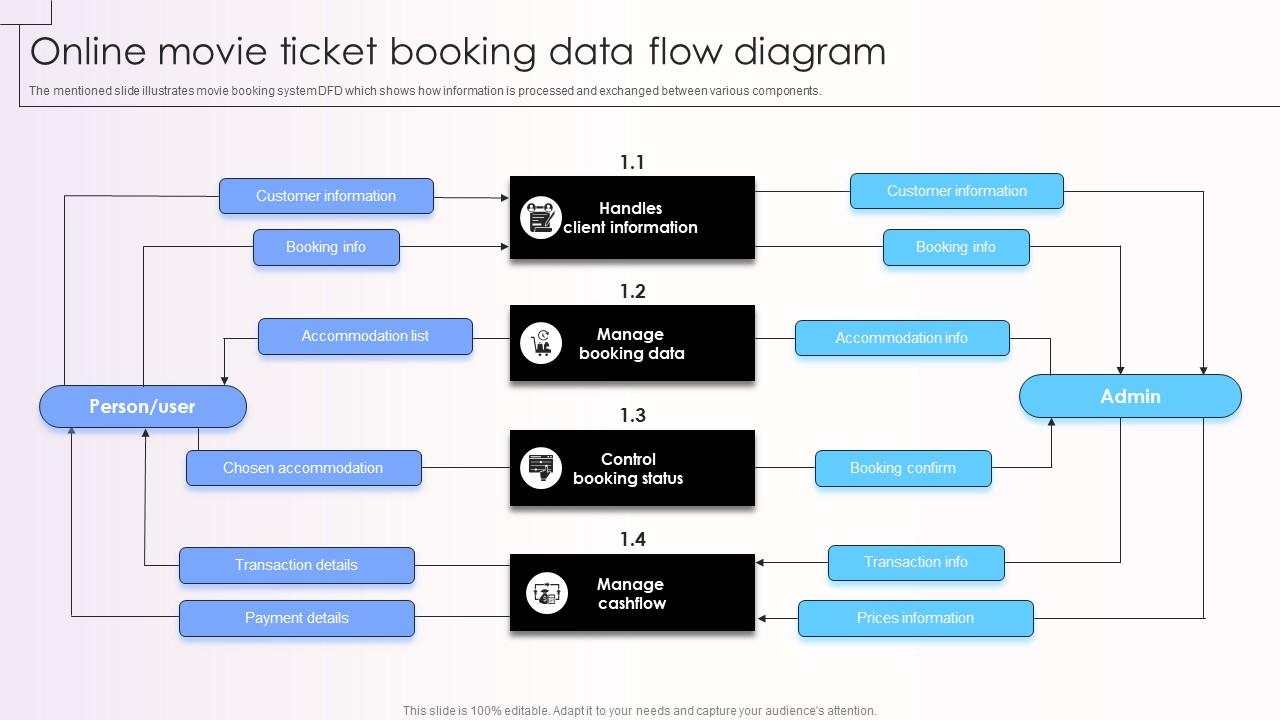 Online movie ticket booking data flow diagram
The mentioned slide illustrates movie booking system DFD which shows how information is processed and exchanged between various components.
1.1
Customer information
Handles
client information
Customer information
Booking info
Booking info
1.2
Accommodation list
Manage
booking data
Accommodation info
Person/user
Admin
1.3
Chosen accommodation
Control
booking status
Booking confirm
1.4
Transaction details
Manage
cashflow
Transaction info
Payment details
Prices information
This slide is 100% editable. Adapt it to your needs and capture your audience's attention.